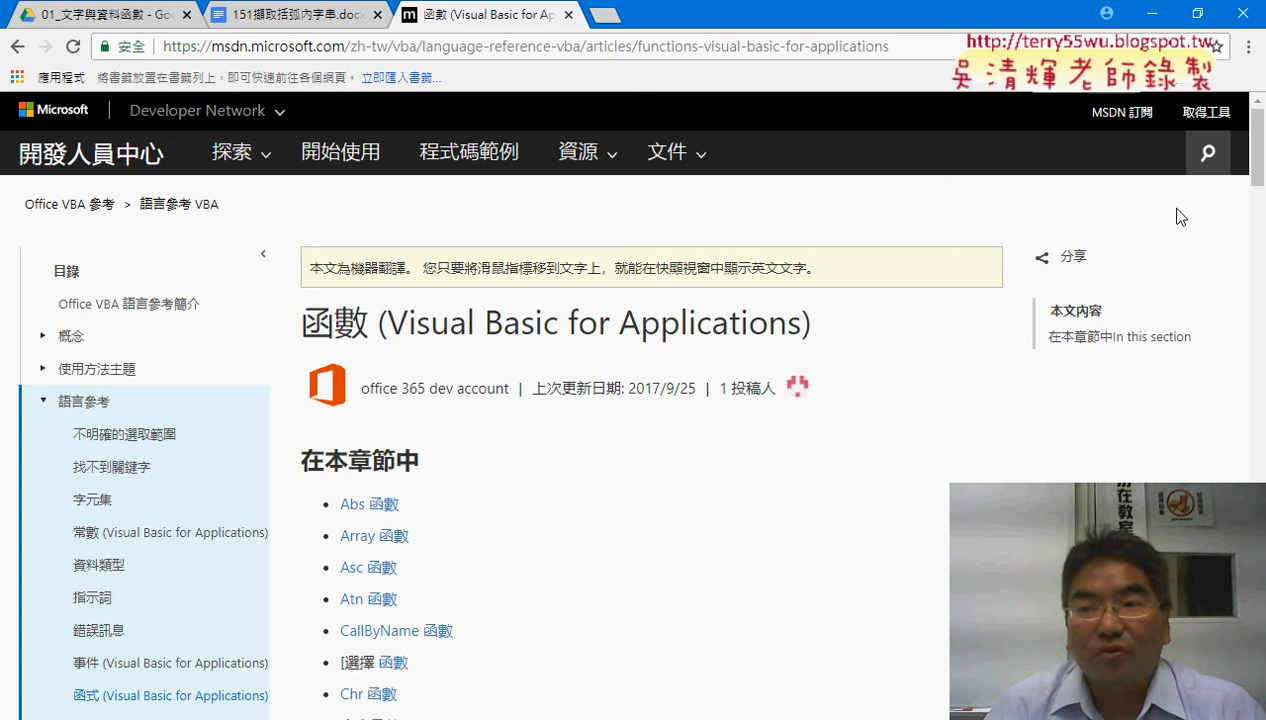 01_文字與資料函數 - Goo
151擷取括弧內字串.docx
函數 (Visual Basic for Ap
安全
https://msdn.microsoft.com/zh-tw/vba/language-reference-vba/articles/functions-visual-basic-for-applications
http://terry55wu.blogspot.tw
吳清輝老師錄製
應用程式
將書籤放置在書籤列上，即可快速前往各個網頁。
立即匯入書籤...
Microsoft
Developer Network
MSDN 訂閱
取得工具
開發人員中心
探索
開始使用
程式碼範例
資源
文件
Office VBA 參考 > 語言參考 VBA
目錄
Office VBA 語言參考簡介
概念
使用方法主題
語言參考
不明確的選取範圍
找不到關鍵字
字元集
常數 (Visual Basic for Applications)
資料類型
指示詞
錯誤訊息
事件 (Visual Basic for Applications)
函式 (Visual Basic for Applications)
本文為機器翻譯。 您只要將滑鼠指標移到文字上，就能在快顯視窗中顯示英文文字。
函數 (Visual Basic for Applications)
office 365 dev account | 上次更新日期: 2017/9/25 | 1 投稿人
在本章節中
Abs 函數
Array 函數
Asc 函數
Atn 函數
CallByName 函數
[選擇 函數
Chr 函數
分享
本文內容
在本章節中In this section